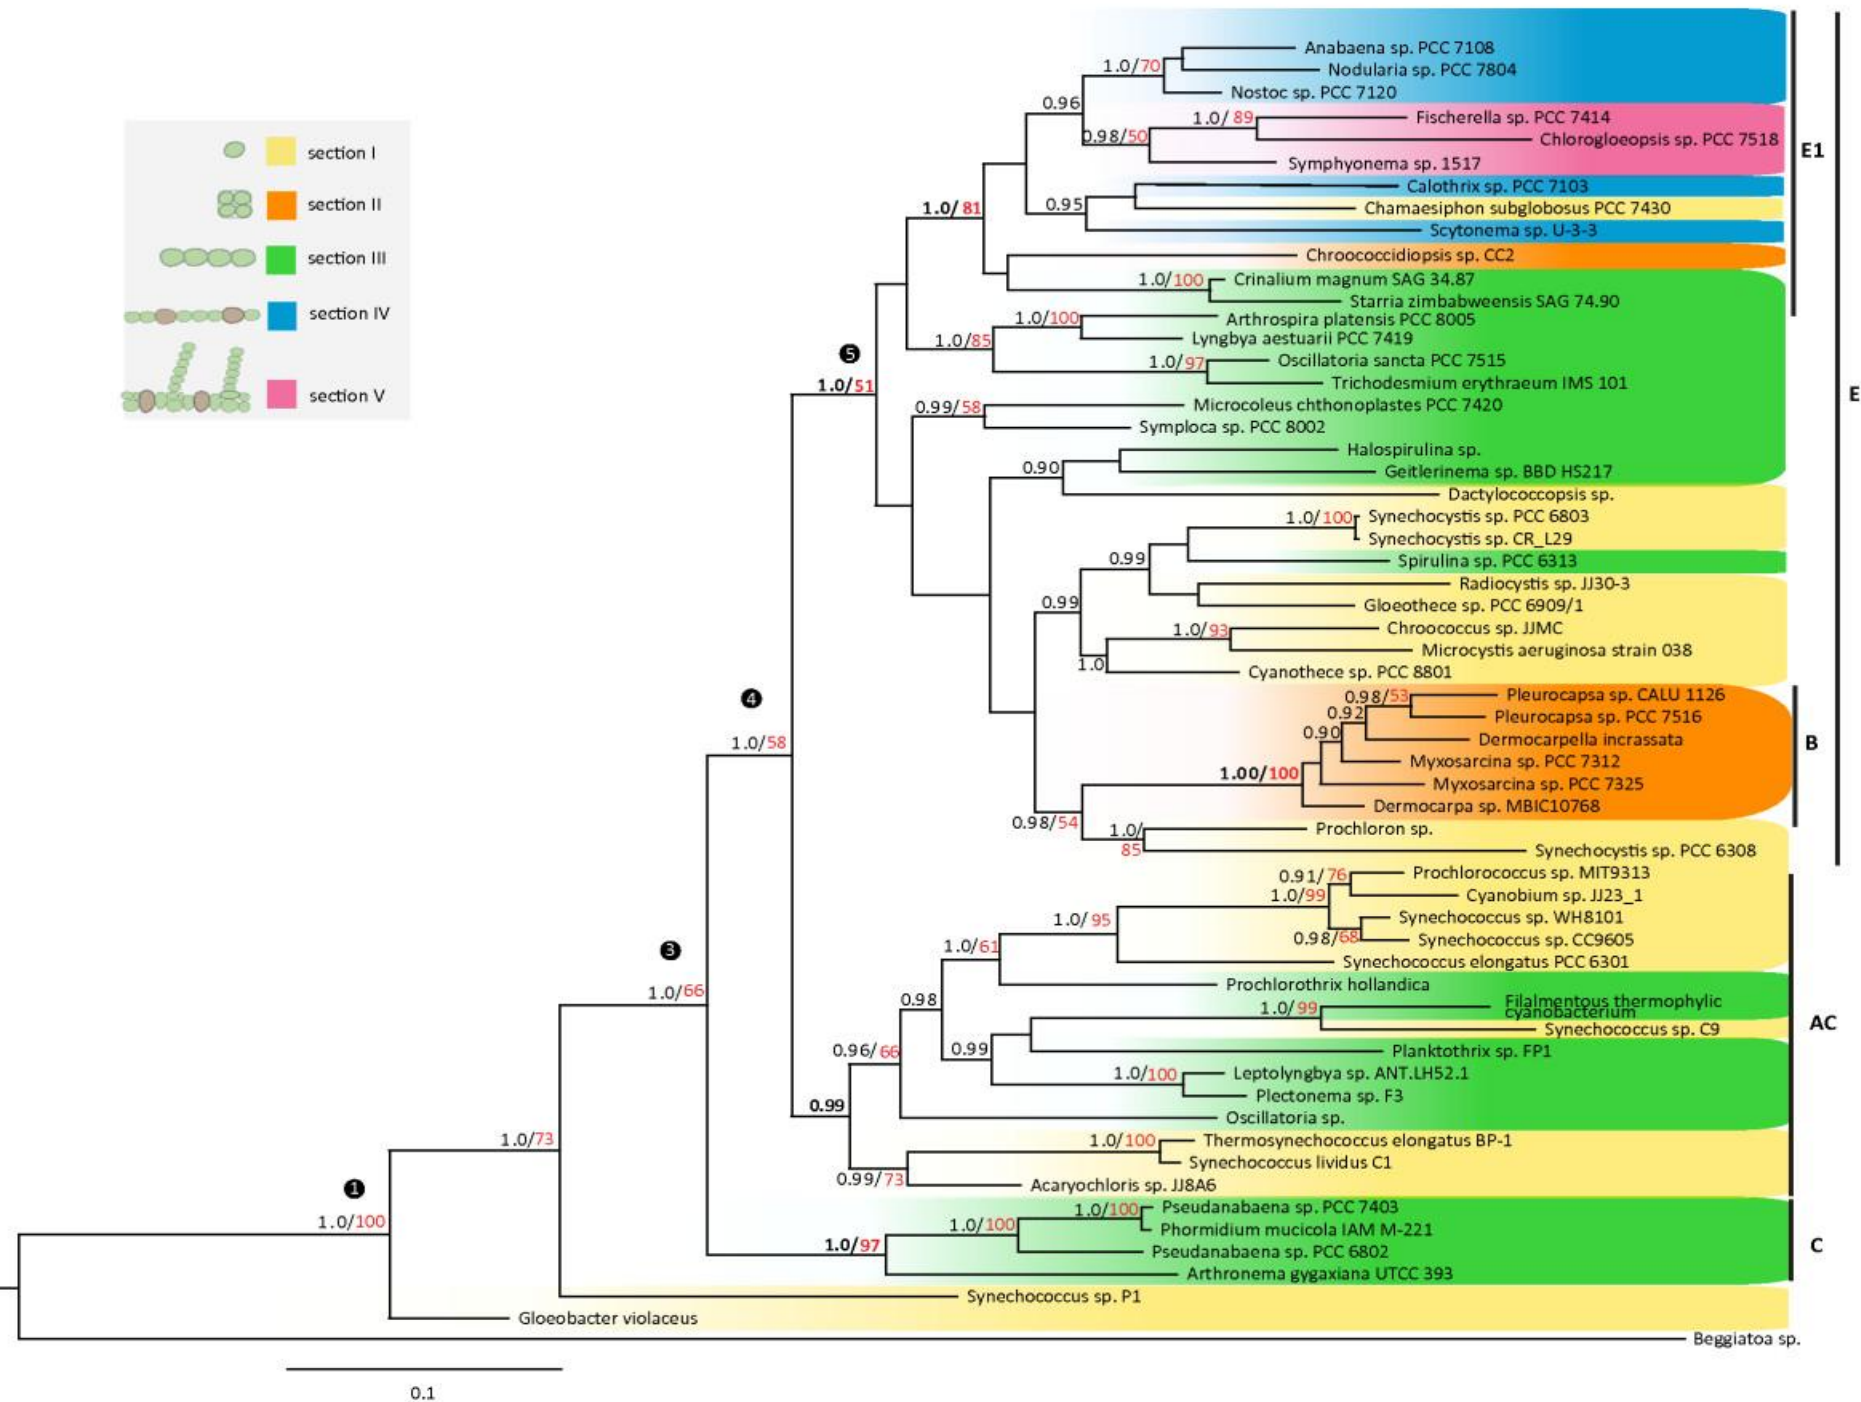 Anabaena sp. PCC 7108
1.0/70
Nodularia sp. PCC 7804
Nostoc sp. PCC 7120
0.96
1.0/ 89
Fischerella sp. PCC 7414
0.98/50
Chlorogloeopsis sp. PCC 7518
E1
section I
Symphyonema sp. 1517
Calothrix sp. PCC 7103
section II
1.0/ 81
0.95
Chamaesiphon subglobosus PCC 7430
Scytonema sp. U-3-3
section III
Chroococcidiopsis sp. CC2
1.0/100
Crinalium magnum SAG 34.87
Starria zimbabweensis SAG 74.90
section IV
1.0/100
Arthrospira platensis PCC 8005
1.0/85
Lyngbya aestuarii PCC 7419
5
1.0/97
Oscillatoria sancta PCC 7515
1.0/51
Trichodesmium erythraeum IMS 101
section V
E
0.99/58
Microcoleus chthonoplastes PCC 7420
Symploca sp. PCC 8002
Halospirulina sp.
0.90
Geitlerinema sp. BBD HS217
Dactylococcopsis sp.
1.0/100
Synechocystis sp. PCC 6803
Synechocystis sp. CR_L29
0.99
Spirulina sp. PCC 6313
Radiocystis sp. JJ30-3
0.99
Gloeothece sp. PCC 6909/1
1.0/93
Chroococcus sp. JJMC
Microcystis aeruginosa strain 038
1.0
Cyanothece sp. PCC 8801
4
0.98/53
Pleurocapsa sp. CALU 1126
0.92
Pleurocapsa sp. PCC 7516
0.90
Dermocarpella incrassata
B
1.0/58
Myxosarcina sp. PCC 7312
1.00/100
Myxosarcina sp. PCC 7325
Dermocarpa sp. MBIC10768
0.98/54
1.0/
85
Prochloron sp.
Synechocystis sp. PCC 6308
0.91/76
Prochlorococcus sp. MIT9313
1.0/99
Cyanobium sp. JJ23_1
1.0/ 95
Synechococcus sp. WH8101
0.98/68
Synechococcus sp. CC9605
3
1.0/61
Synechococcus elongatus PCC 6301
Prochlorothrix hollandica
1.0/66
0.98
1.0/ 99
Filalmentous thermophylic
cyanobacterium
Synechococcus sp. C9
AC
0.96/66
0.99
Planktothrix sp. FP1
1.0/100
Leptolyngbya sp. ANT.LH52.1
Plectonema sp. F3
0.99
Oscillatoria sp.
1.0/73
1.0/100
Thermosynechococcus elongatus BP-1
Synechococcus lividus C1
0.99/73
Acaryochloris sp. JJ8A6
1
1.0/100
1.0/100
Pseudanabaena sp. PCC 7403
1.0/100
Phormidium mucicola IAM M-221
1.0/97
Pseudanabaena sp. PCC 6802
C
Arthronema gygaxiana UTCC 393
Synechococcus sp. P1
Gloeobacter violaceus
Beggiatoa sp.
0.1